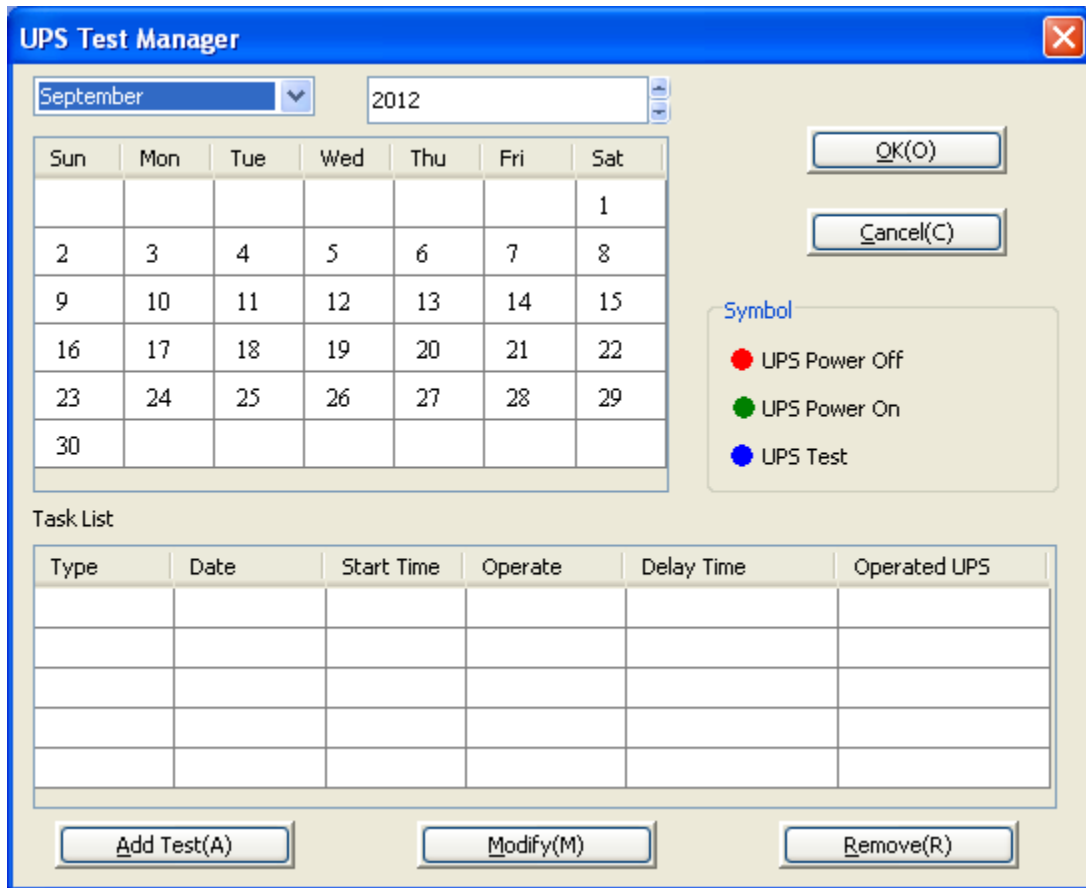 UPS Test Manager
September 2012
Sun Mon Tue Wed Thu Fri Sat
1
2 3 4 5 6 7 8
9 10 11 12 13 14 15
16 17 18 19 20 21 22
23 24 25 26 27 28 29
30
OK(O)
Cancel(C)
Symbol
UPS Power Off
UPS Power On
UPS Test
Task List
Type Date Start Time Operate Delay Time Operated UPS
Add Test(A) Modify(M) Remove(R)